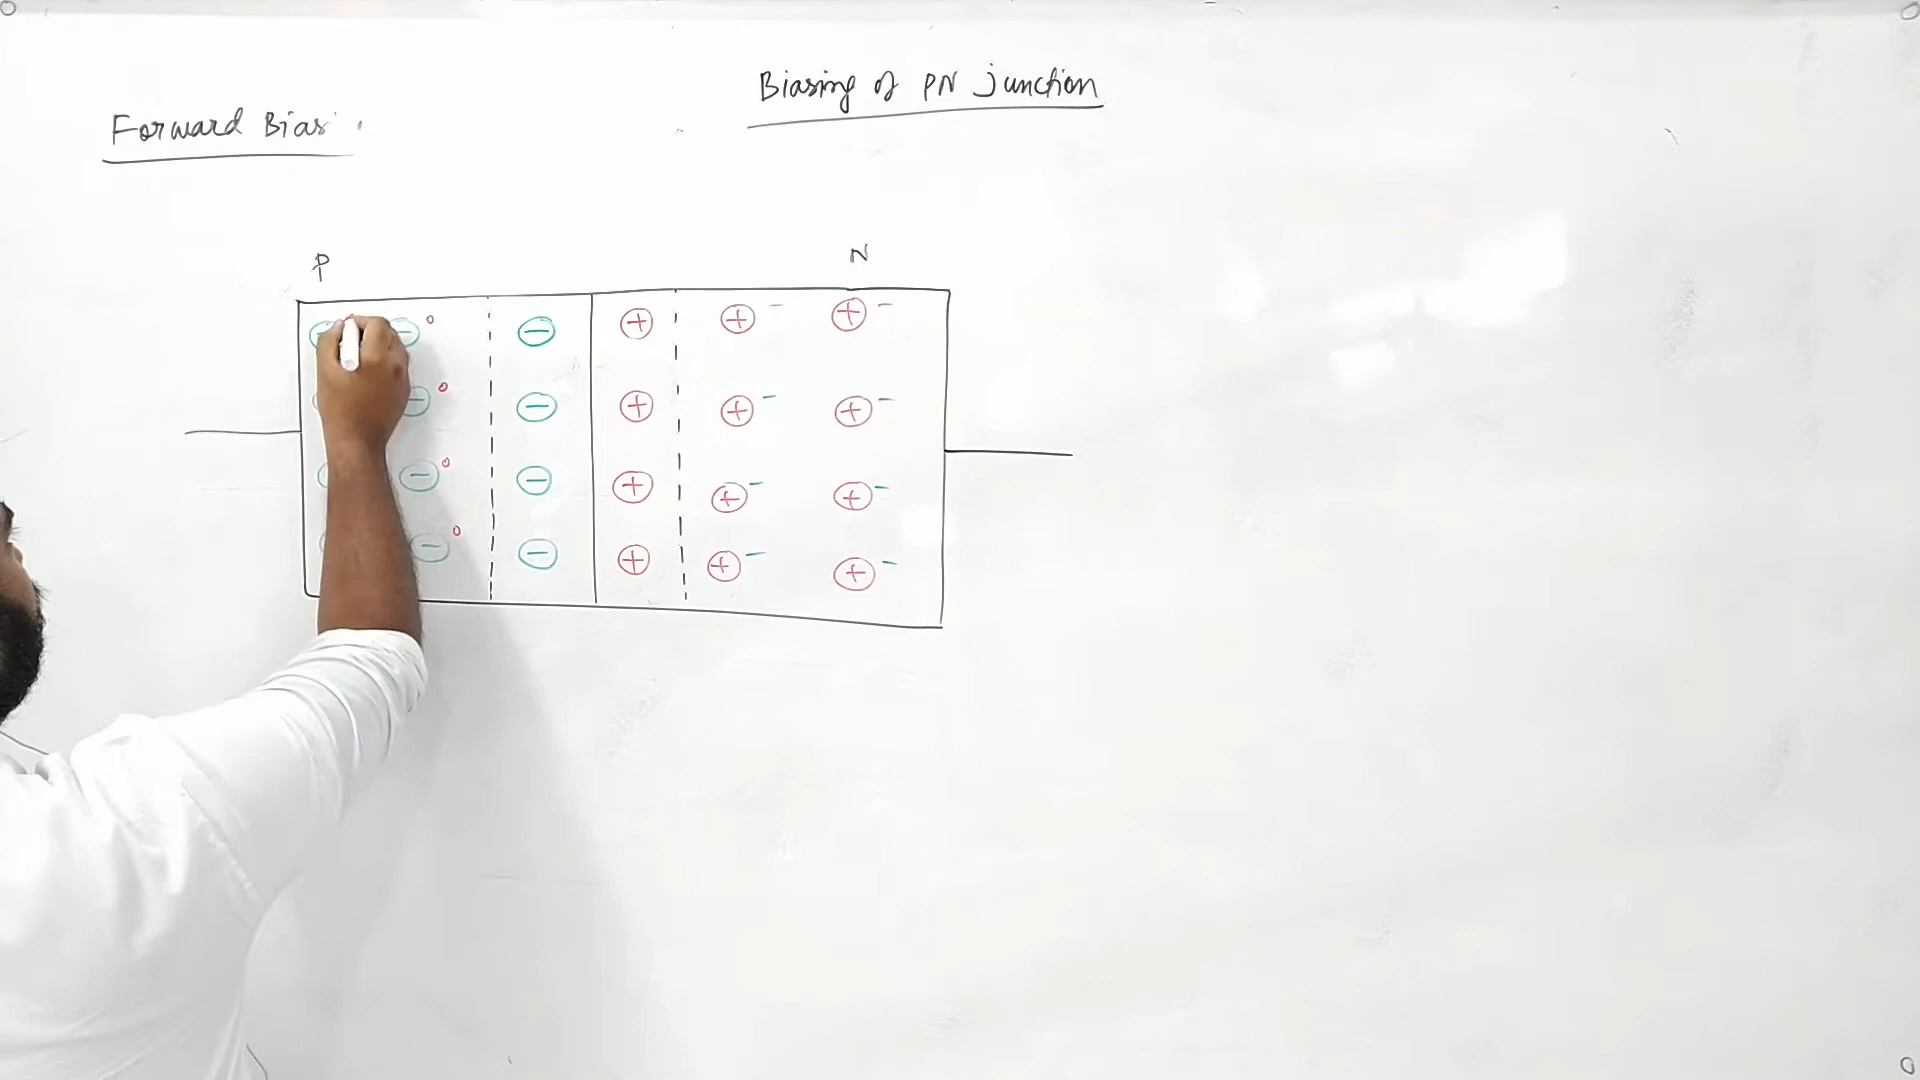 Biasing of PN junction
Forward Bias
P
N
− − + + − + −
− − + + − + −
− − + + − + −
− − + + − + −